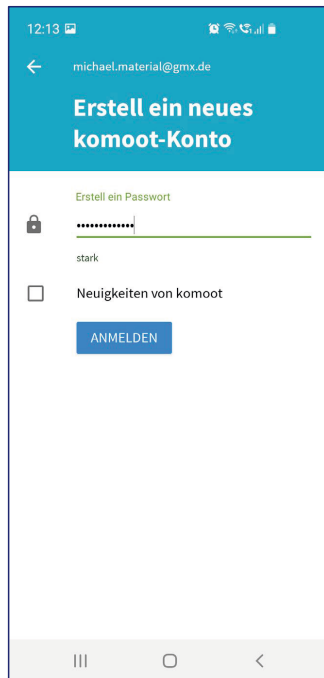 12:13
michael.material@gmx.de
Erstell ein neues
komoot-Konto
Erstell ein Passwort
•••••••••••••
stark
Neuigkeiten von komoot
ANMELDEN